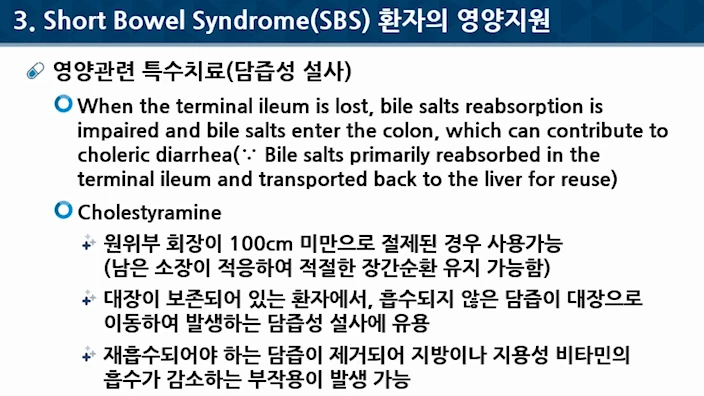 3. Short Bowel Syndrome(SBS) 환자의 영양지원
영양관련 특수치료(담즙성 설사)
When the terminal ileum is lost, bile salts reabsorption is
impaired and bile salts enter the colon, which can contribute to
choleric diarrhea(∵ Bile salts primarily reabsorbed in the
terminal ileum and transported back to the liver for reuse)
Cholestyramine
원위부 회장이 100cm 미만으로 절제된 경우 사용가능
(남은 소장이 적응하여 적절한 장간순환 유지 가능함)
대장이 보존되어 있는 환자에서, 흡수되지 않은 담즙이 대장으로
이동하여 발생하는 담즙성 설사에 유용
재흡수되어야 하는 담즙이 제거되어 지방이나 지용성 비타민의
흡수가 감소하는 부작용이 발생 가능